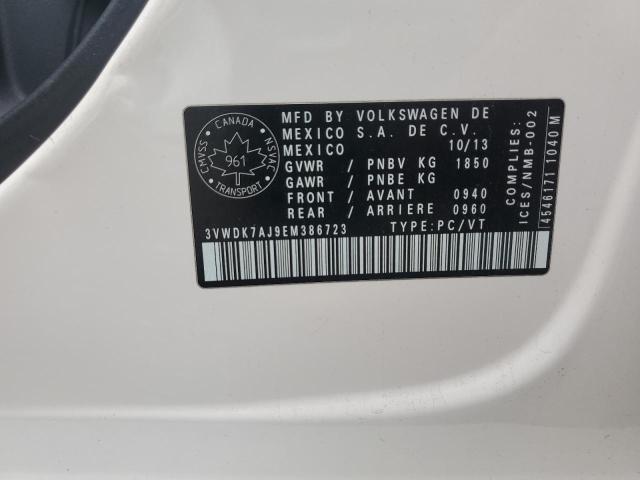 CANADA
CMVSS
NSVAC
961
TRANSPORT
MFD BY VOLKSWAGEN DE
MEXICO S.A. DE C.V.
MEXICO 10/13
GVWR / PNBV KG 1850
GAWR / PNBE KG
FRONT / AVANT 0940
REAR / ARRIERE 0960
3VWDK7AJ9EM386723 TYPE:PC/VT
COMPLIES:
ICES/NMB-002
4546171 1040 M